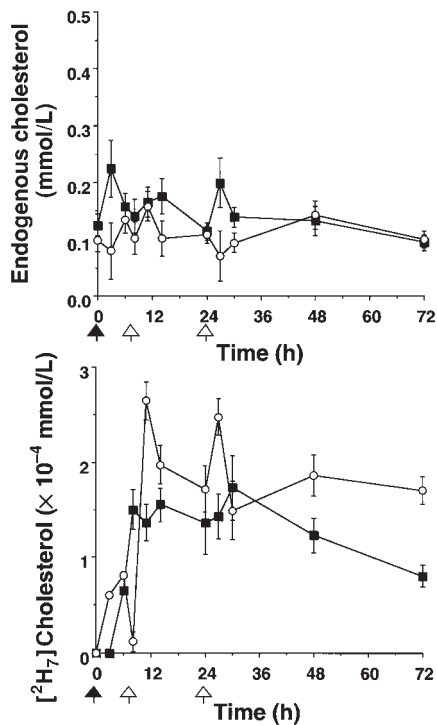 Endogenous cholesterol
(mmol/L)
0.5
0.4
0.3
0.2
0.1
0.0
0 12 24 36 48 60 72
Time (h)
[²H₇] Cholesterol (× 10⁻⁴ mmol/L)
3
2
1
0
0 12 24 36 48 60 72
Time (h)